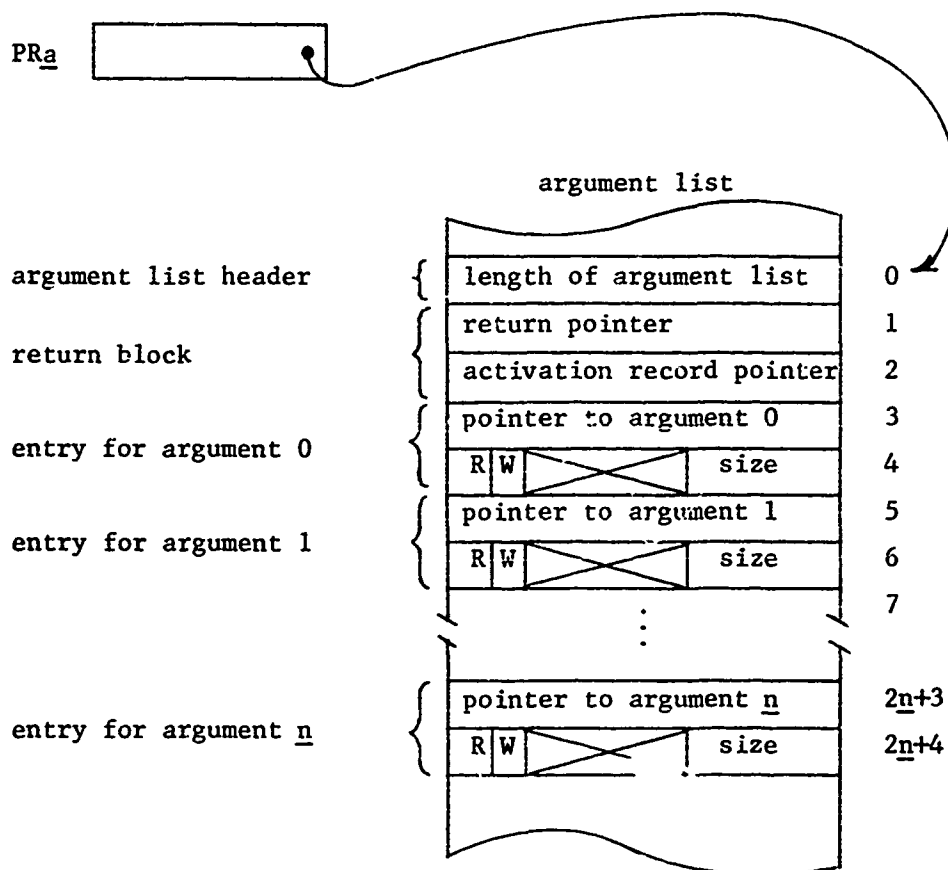 PRa
argument list
argument list header { length of argument list 0
return pointer 1
return block
activation record pointer 2
pointer to argument 0 3
entry for argument 0
R W size 4
pointer to argument 1 5
entry for argument 1
R W size 6
7
pointer to argument n 2n+3
entry for argument n
R W size 2n+4